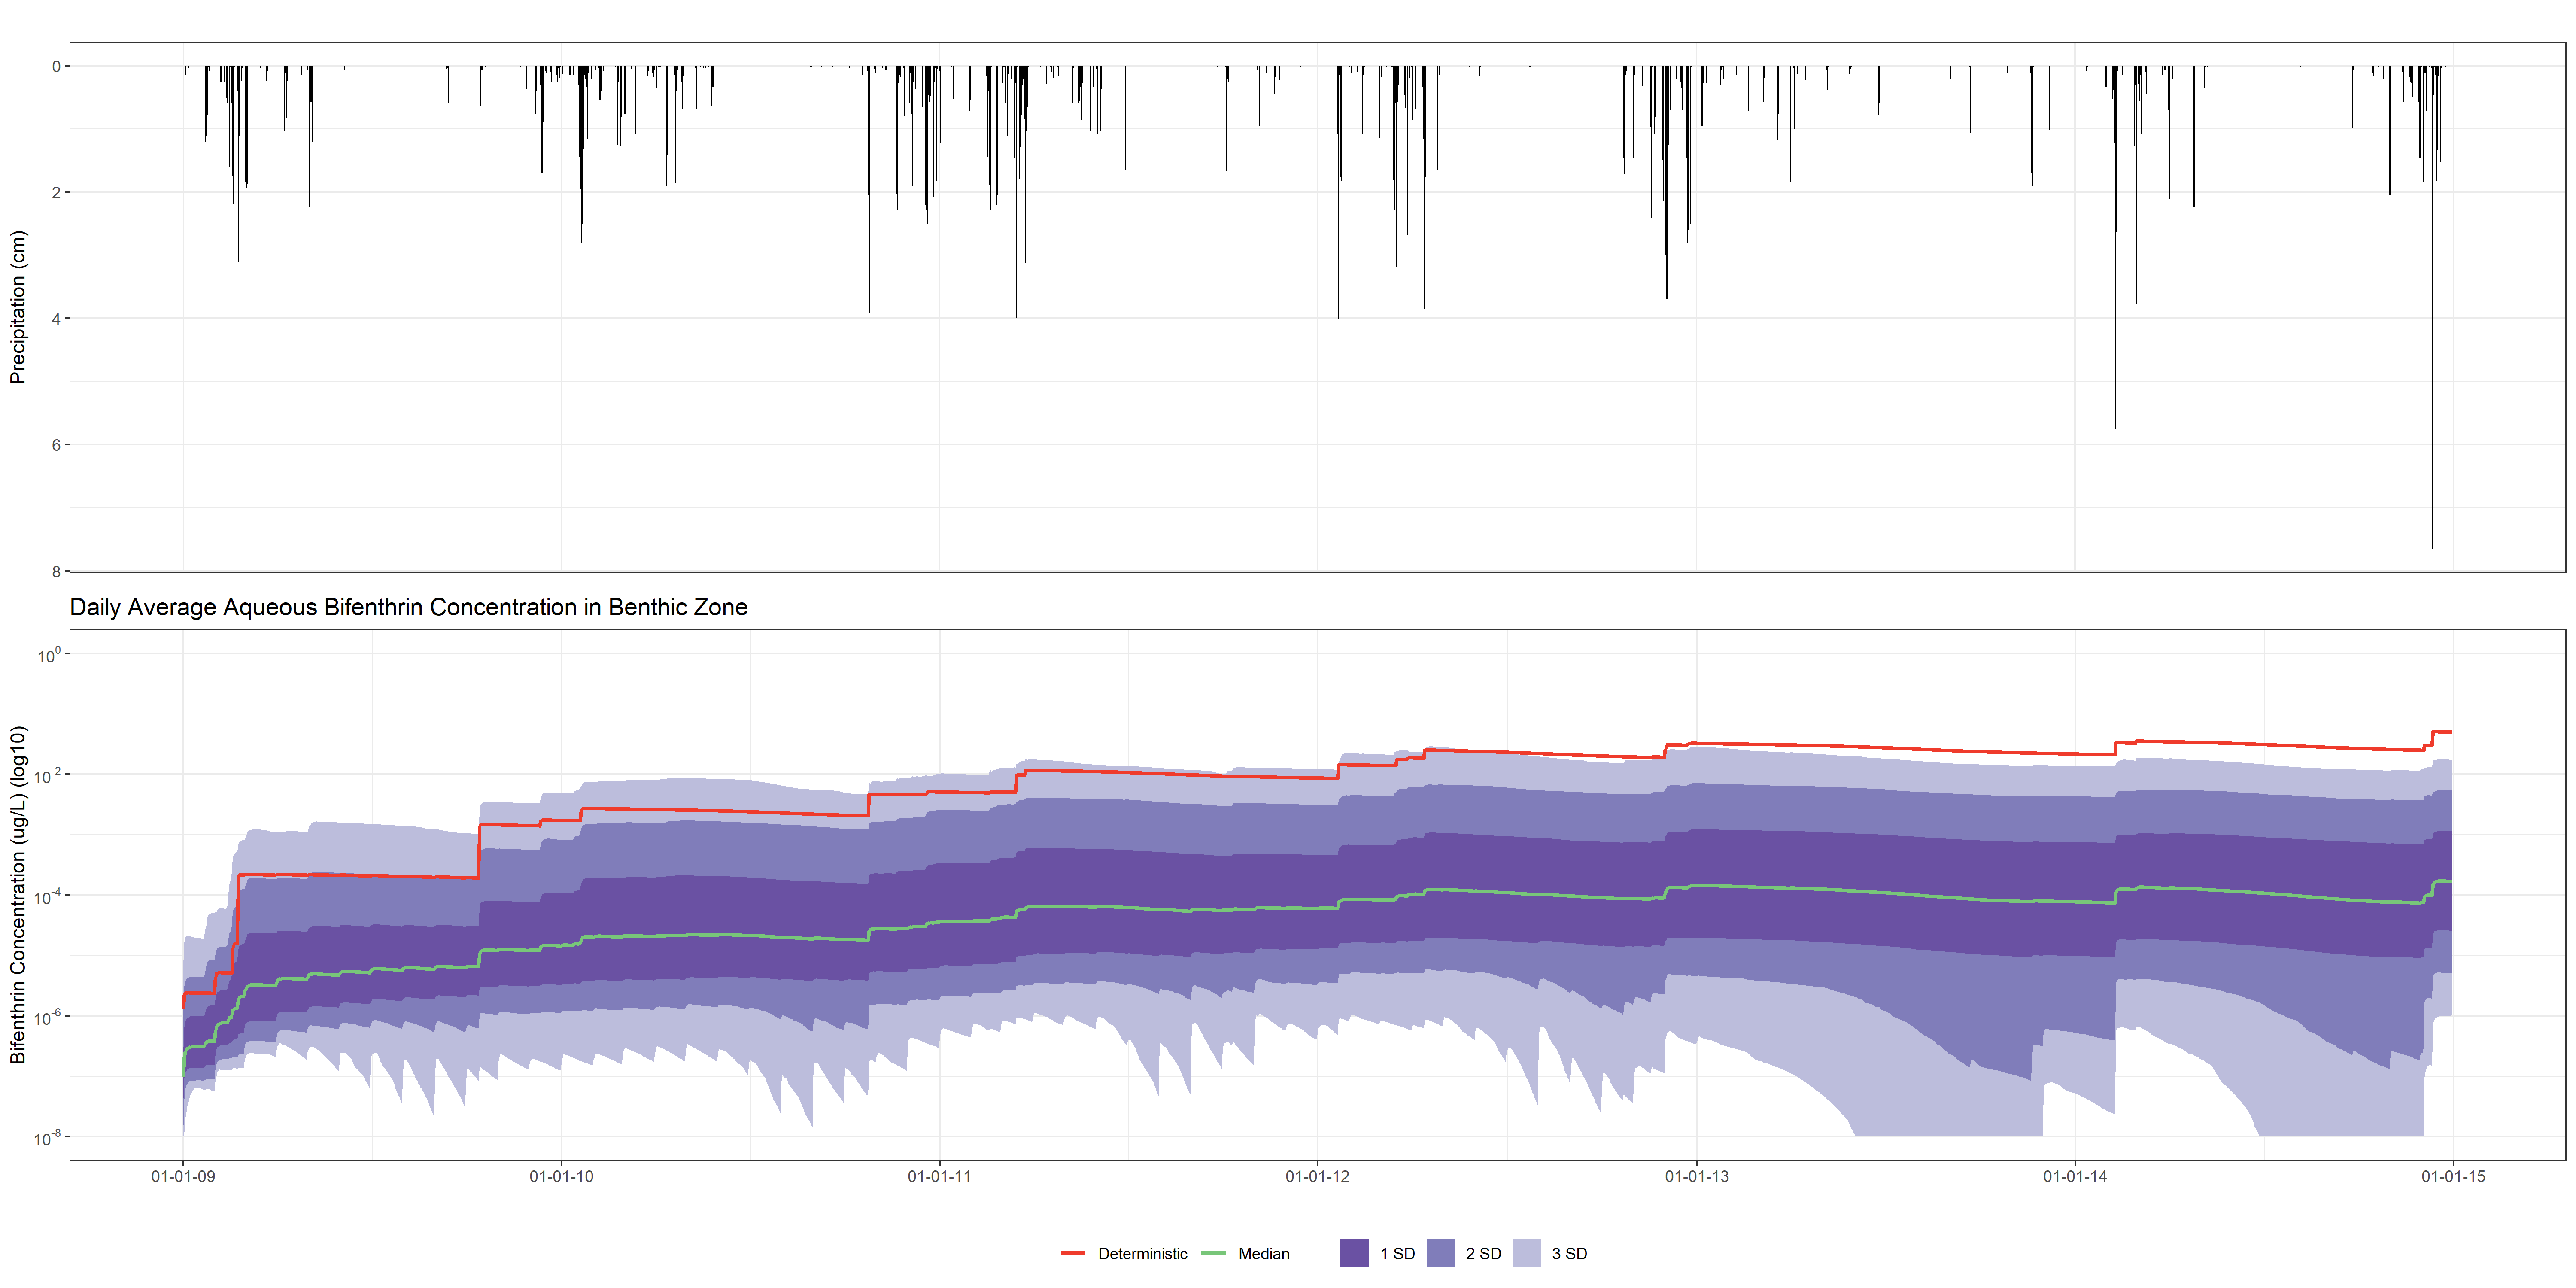 0
2
4
6
8
Precipitation (cm)
Daily Average Aqueous Bifenthrin Concentration in Benthic Zone
10⁰
10⁻²
10⁻⁴
10⁻⁶
10⁻⁸
Bifenthrin Concentration (ug/L) (log10)
01-01-09 01-01-10 01-01-11 01-01-12 01-01-13 01-01-14 01-01-15
Deterministic Median 1 SD 2 SD 3 SD